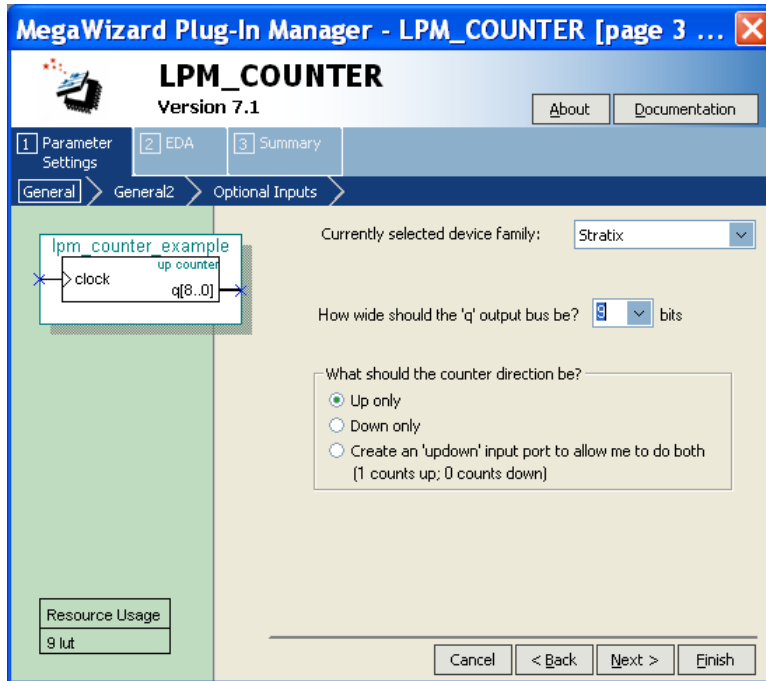 MegaWizard Plug-In Manager - LPM_COUNTER [page 3 ...
LPM_COUNTER
Version 7.1
About
Documentation
1 Parameter Settings
2 EDA
3 Summary
General
General2
Optional Inputs
lpm_counter_example
up counter
clock
q[8..0]
Currently selected device family:
Stratix
How wide should the 'q' output bus be?
9
bits
What should the counter direction be?
Up only
Down only
Create an 'updown' input port to allow me to do both
(1 counts up; 0 counts down)
Resource Usage
9 lut
Cancel
< Back
Next >
Finish